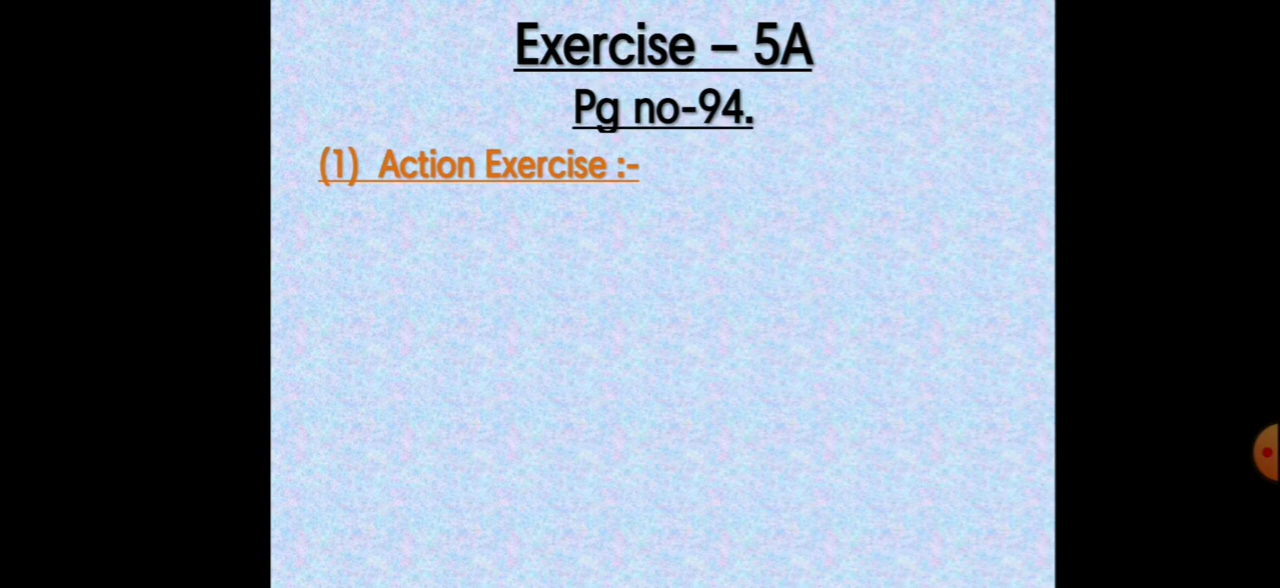 Exercise – 5A
Pg no-94.
(1) Action Exercise :-